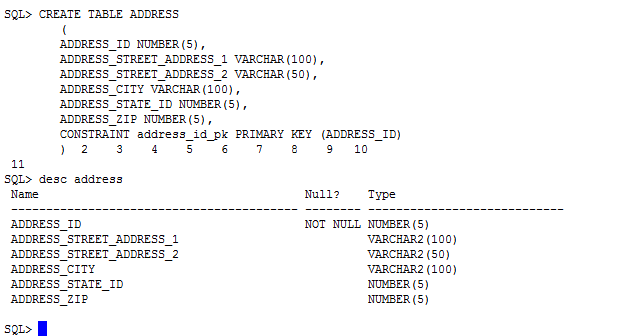 SQL> CREATE TABLE ADDRESS
(
ADDRESS_ID NUMBER(5),
ADDRESS_STREET_ADDRESS_1 VARCHAR(100),
ADDRESS_STREET_ADDRESS_2 VARCHAR(50),
ADDRESS_CITY VARCHAR(100),
ADDRESS_STATE_ID NUMBER(5),
ADDRESS_ZIP NUMBER(5),
CONSTRAINT address_id_pk PRIMARY KEY (ADDRESS_ID)
) 2 3 4 5 6 7 8 9 10
11
SQL> desc address
Name Null? Type
----------------------------------------- -------- ----------------------------
ADDRESS_ID NOT NULL NUMBER(5)
ADDRESS_STREET_ADDRESS_1 VARCHAR2(100)
ADDRESS_STREET_ADDRESS_2 VARCHAR2(50)
ADDRESS_CITY VARCHAR2(100)
ADDRESS_STATE_ID NUMBER(5)
ADDRESS_ZIP NUMBER(5)
SQL>